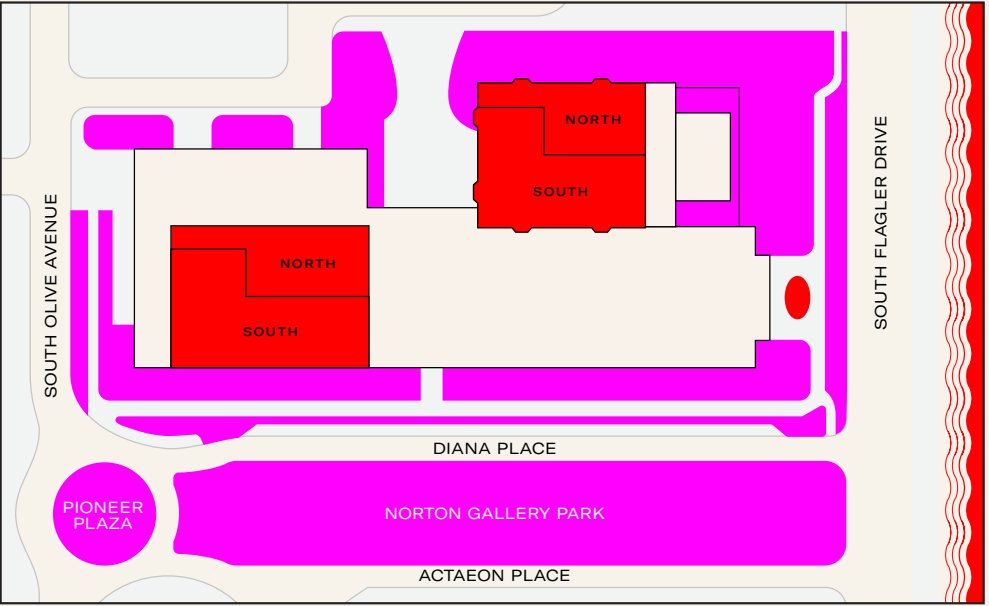 NORTH
SOUTH
NORTH
SOUTH
SOUTH OLIVE AVENUE
SOUTH FLAGLER DRIVE
DIANA PLACE
PIONEER
PLAZA
NORTON GALLERY PARK
ACTAEON PLACE